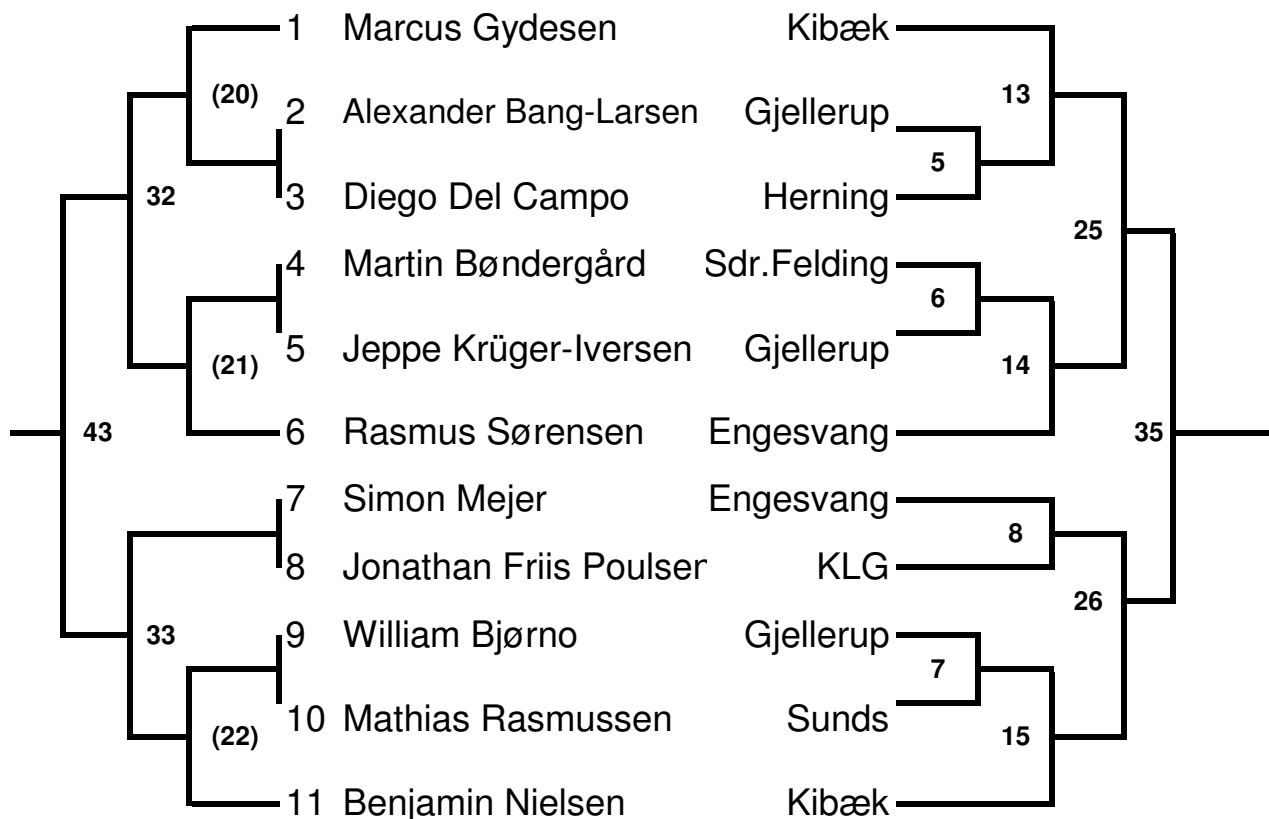 1 Marcus Gydesen Kibæk
(20) 13
2 Alexander Bang-Larsen Gjellerup
5
32 3 Diego Del Campo Herning
25
4 Martin Bøndergård Sdr.Felding
6
5 Jeppe Krüger-Iversen Gjellerup
(21) 14
43 6 Rasmus Sørensen Engesvang 35
7 Simon Mejer Engesvang
8
8 Jonathan Friis Poulsen KLG
26
33 9 William Bjørno Gjellerup
7
10 Mathias Rasmussen Sunds
(22) 15
11 Benjamin Nielsen Kibæk